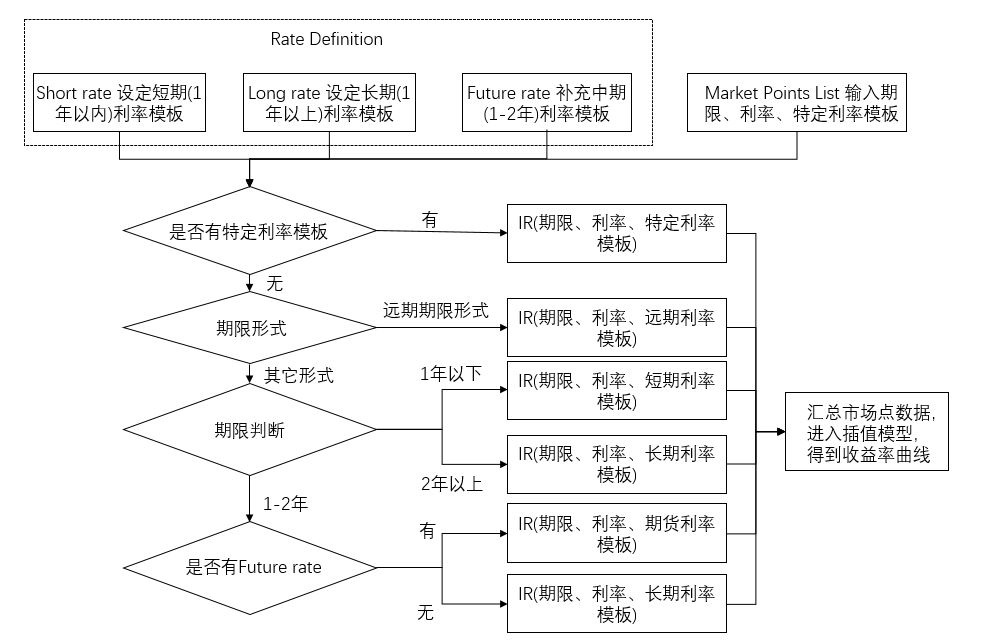 Rate Definition
Short rate 设定短期(1
年以内)利率模板
Long rate 设定长期(1
年以上)利率模板
Future rate 补充中期
(1-2年)利率模板
Market Points List 输入期
限、利率、特定利率模板
是否有特定利率模板
有
IR(期限、利率、特定利率
模板)
无
期限形式
远期期限形式
IR(期限、利率、远期利率
模板)
其它形式
期限判断
1年以下
IR(期限、利率、短期利率
模板)
2年以上
IR(期限、利率、长期利率
模板)
1-2年
是否有Future rate
有
IR(期限、利率、期货利率
模板)
无
IR(期限、利率、长期利率
模板)
汇总市场点数据,
进入插值模型,
得到收益率曲线